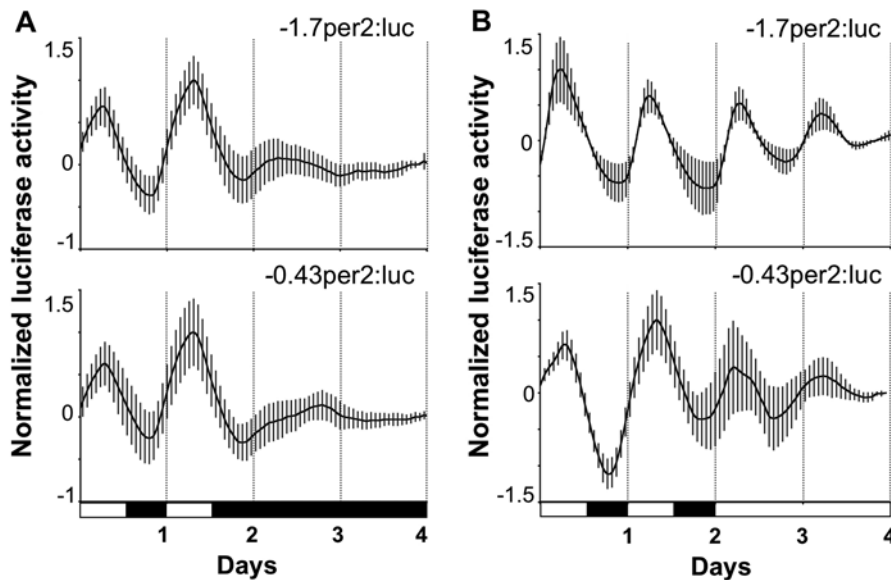 A
-1.7per2:luc
1.5
0
-1
-0.43per2:luc
1.5
0
-1
Normalized luciferase activity
1 2 3 4
Days
B
-1.7per2:luc
1.5
0
-1.5
-0.43per2:luc
1.5
0
-1.5
Normalized luciferase activity
1 2 3 4
Days